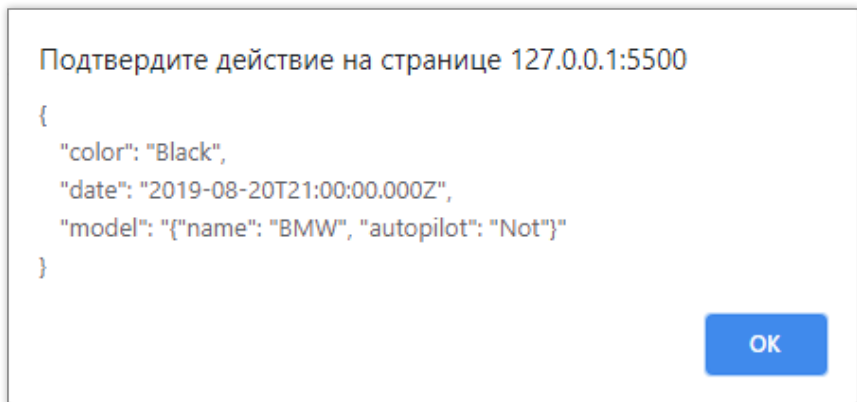 Подтвердите действие на странице 127.0.0.1:5500
{
"color": "Black",
"date": "2019-08-20T21:00:00.000Z",
"model": "{"name": "BMW", "autopilot": "Not"}"
}
ОК